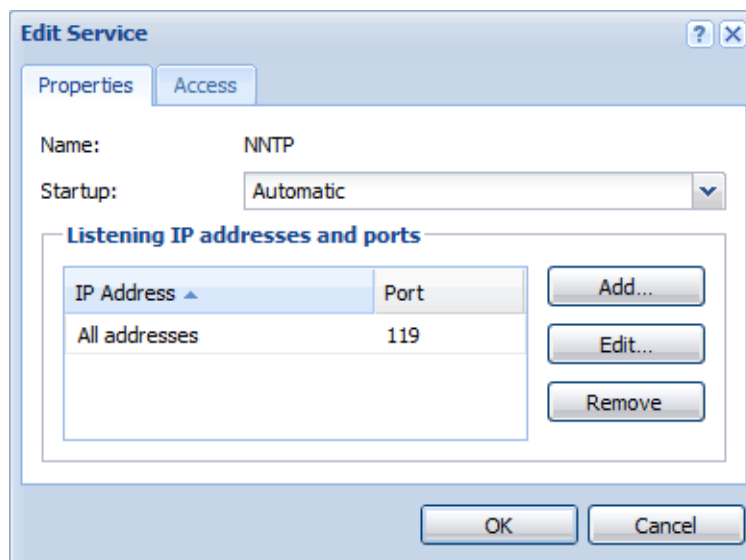 Edit Service
?
Properties Access
Name: NNTP
Startup: Automatic
Listening IP addresses and ports
IP Address Port
Add...
All addresses 119
Edit...
Remove
OK Cancel